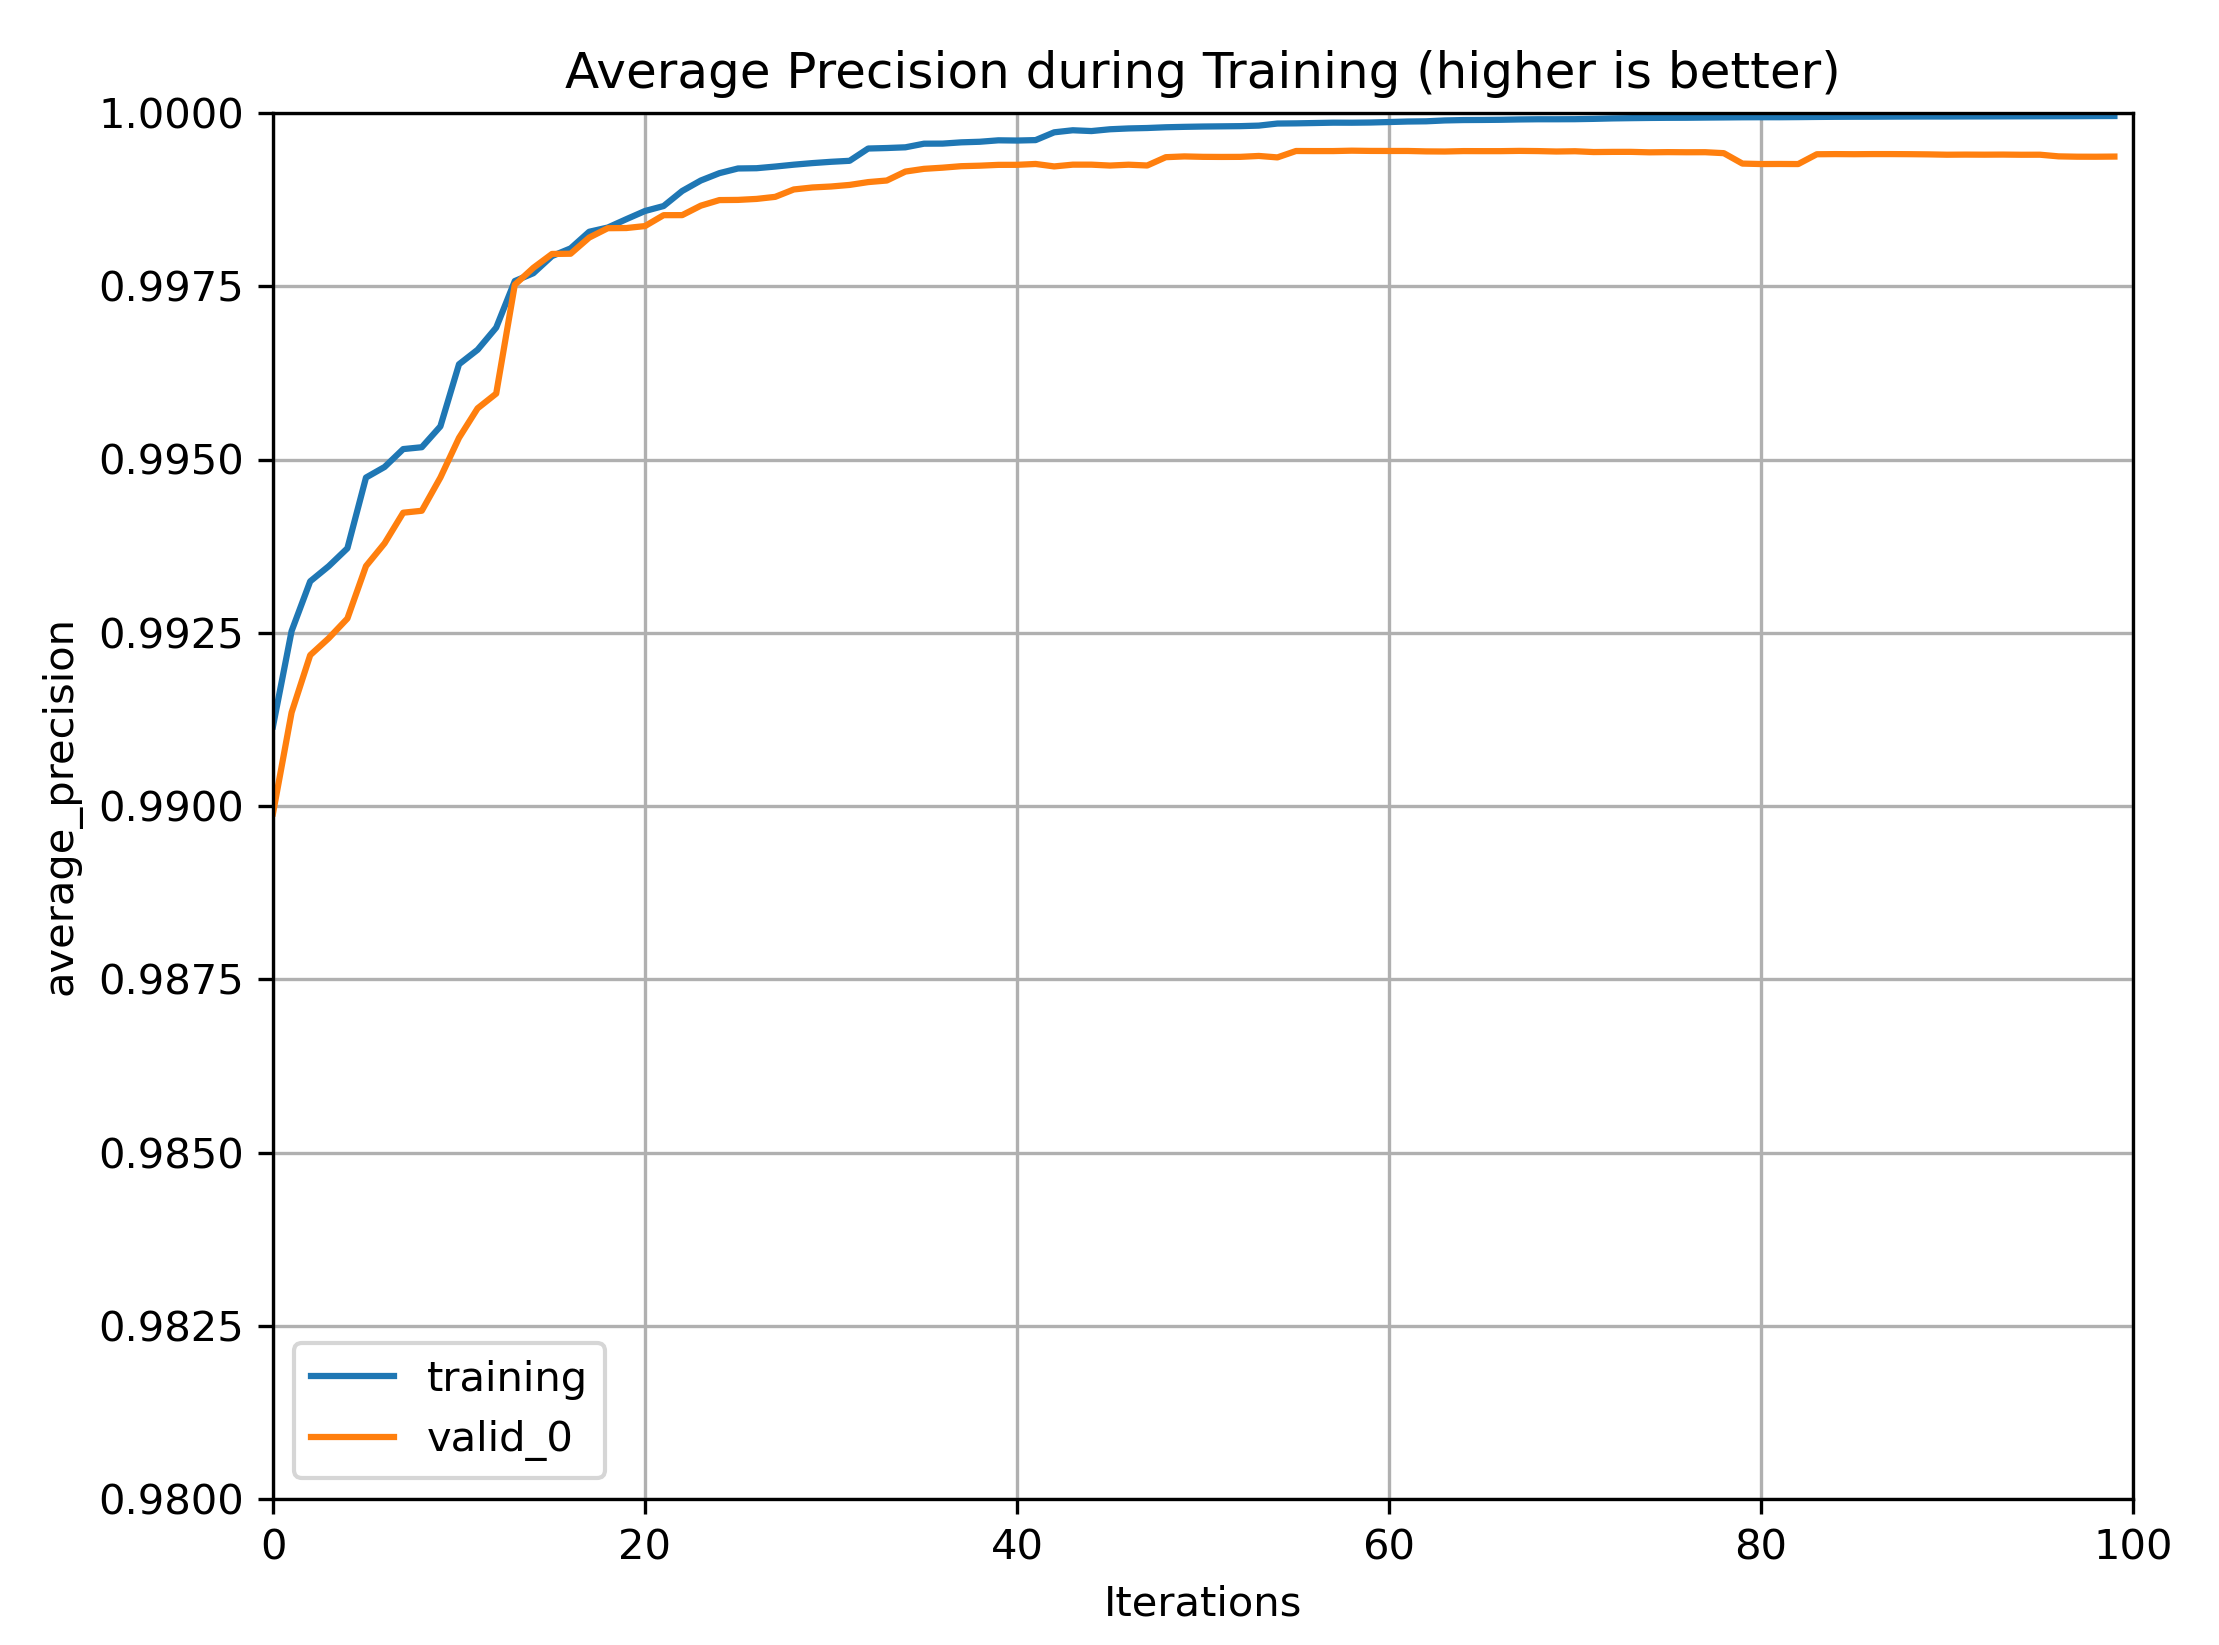 Average Precision during Training (higher is better)
1.0000
0.9975
0.9950
0.9925
0.9900
0.9875
0.9850
0.9825
0.9800
average_precision
training
valid_0
0 20 40 60 80 100
Iterations